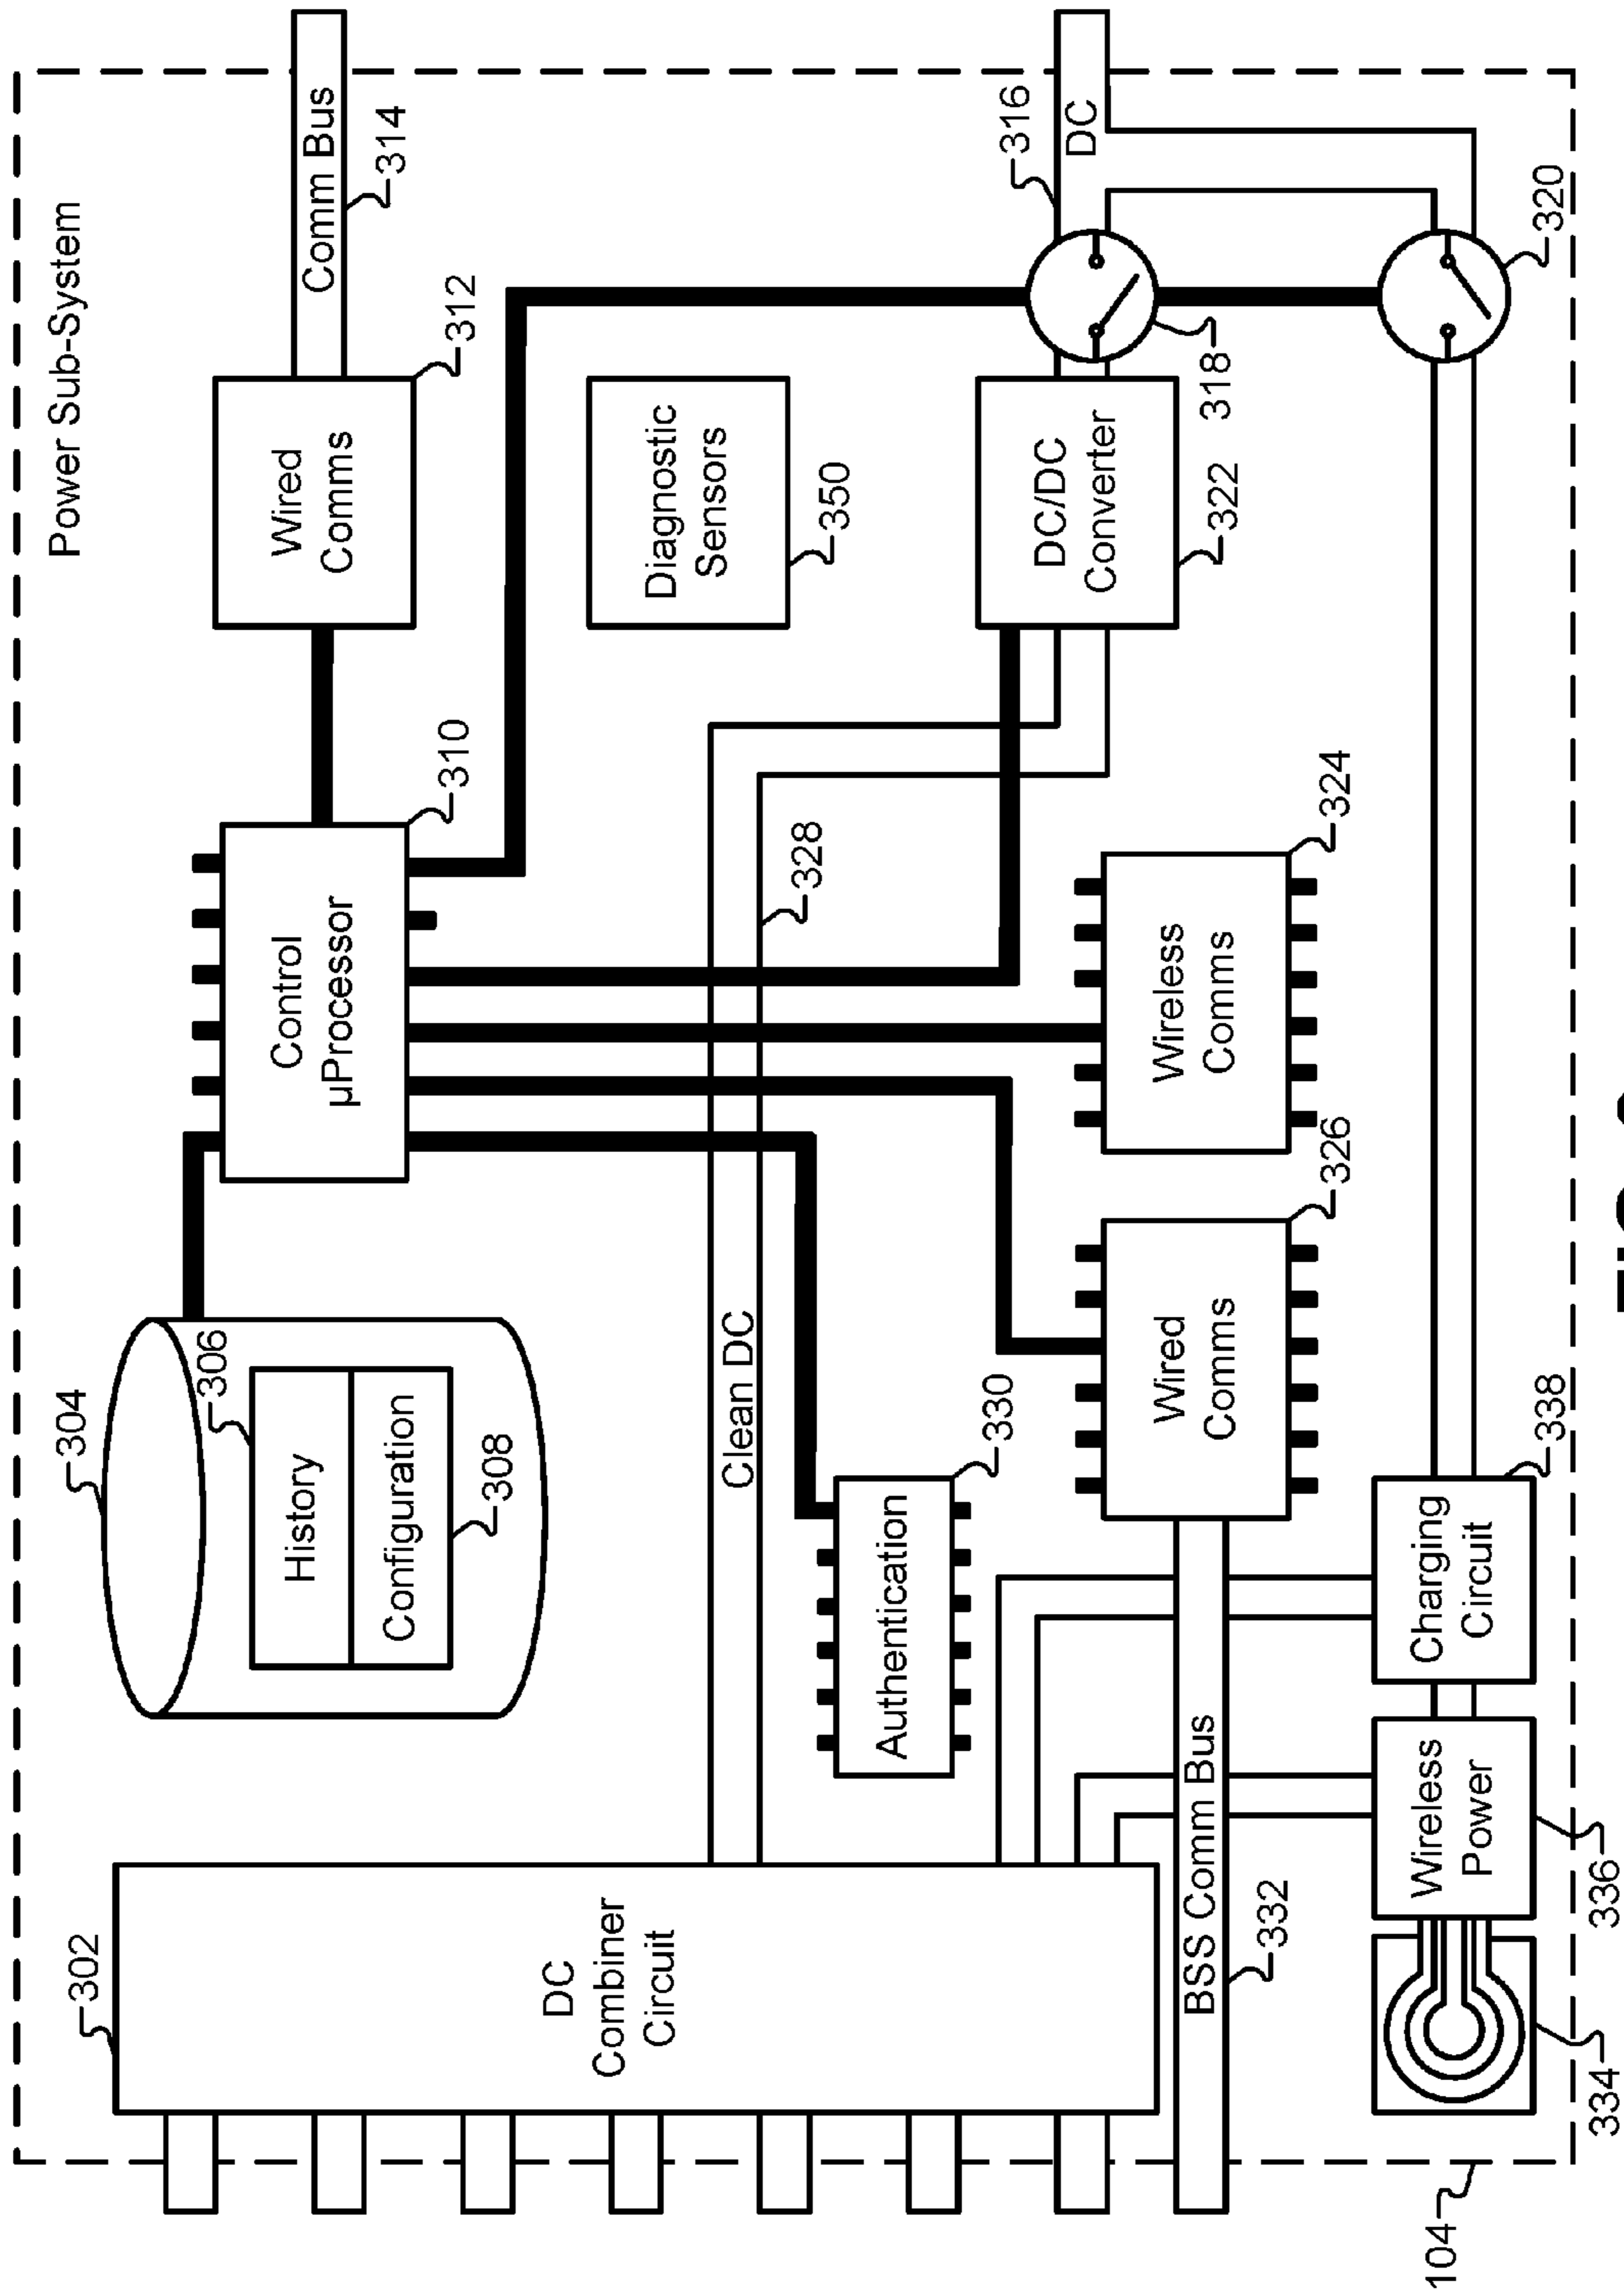 Power Sub-System
304
306
History
Configuration
308
Control
µProcessor
310
Wired
Comms
312
Comm Bus
314
302
DC
Combiner
Circuit
Clean DC
328
Diagnostic
Sensors
350
316
DC
Authentication
330
DC/DC
Converter
322
318
BSS Comm Bus
332
Wired
Comms
326
Wireless
Comms
324
320
334
Wireless
Power
336
Charging
Circuit
338
104